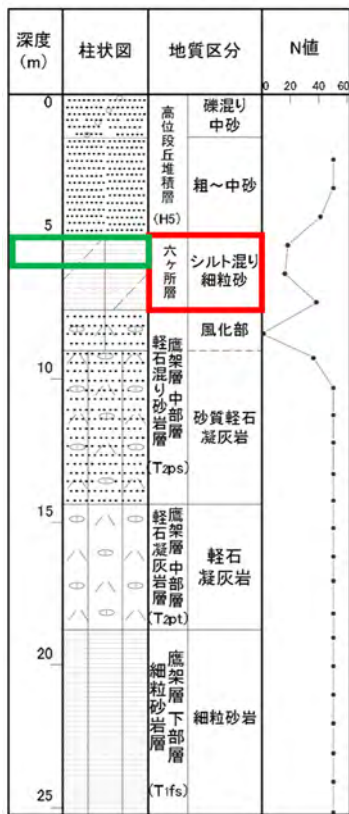 深度
(m)
柱状図
地質区分
N値
0 20 40 60
0
5
10
15
20
25
高位段丘堆積層
(H5)
礫混り
中砂
粗～中砂
六ヶ所層
シルト混り
細粒砂
鷹架層 中部層
軽石混り砂岩層
(T2ps)
風化部
砂質軽石
凝灰岩
鷹架層 中部層
軽石凝灰岩層
(T2pt)
軽石
凝灰岩
鷹架層 下部層
細粒砂岩層
(T1fs)
細粒砂岩